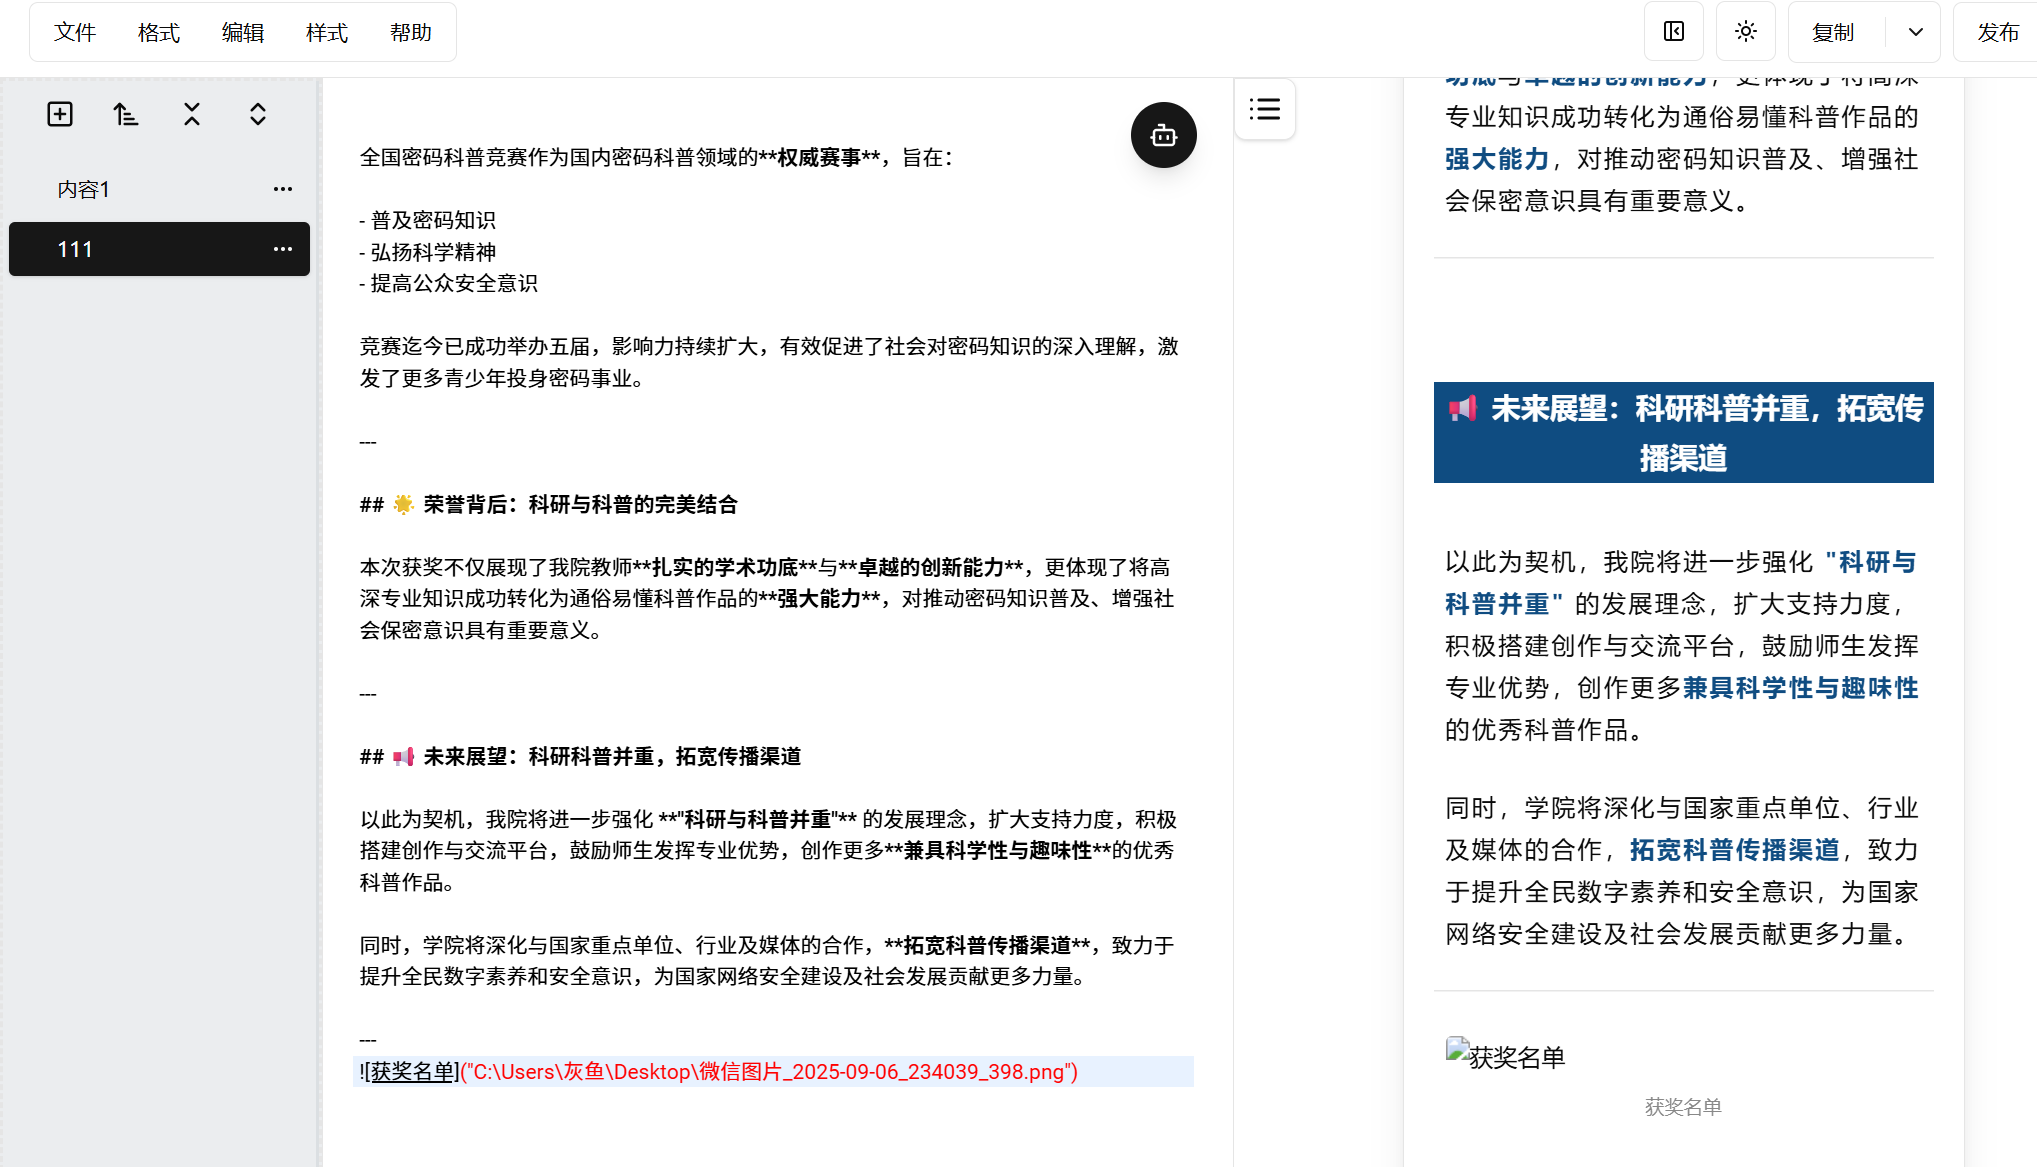 文件 格式 编辑 样式 帮助 复制 发布
内容1
111
全国密码科普竞赛作为国内密码科普领域的**权威赛事**，旨在：
- 普及密码知识
- 弘扬科学精神
- 提高公众安全意识
竞赛迄今已成功举办五届，影响力持续扩大，有效促进了社会对密码知识的深入理解，激
发了更多青少年投身密码事业。
---
## 🌟 荣誉背后：科研与科普的完美结合
本次获奖不仅展现了我院教师**扎实的学术功底**与**卓越的创新能力**，更体现了将高
深专业知识成功转化为通俗易懂科普作品的**强大能力**，对推动密码知识普及、增强社
会保密意识具有重要意义。
---
## 📢 未来展望：科研科普并重，拓宽传播渠道
以此为契机，我院将进一步强化 **"科研与科普并重"** 的发展理念，扩大支持力度，积极
搭建创作与交流平台，鼓励师生发挥专业优势，创作更多**兼具科学性与趣味性**的优秀
科普作品。
同时，学院将深化与国家重点单位、行业及媒体的合作，**拓宽科普传播渠道**，致力于
提升全民数字素养和安全意识，为国家网络安全建设及社会发展贡献更多力量。
---
![获奖名单]("C:\Users\灰鱼\Desktop\微信图片_2025-09-06_234039_398.png")
功底与卓越的创新能力，更体现了将高深
专业知识成功转化为通俗易懂科普作品的
强大能力，对推动密码知识普及、增强社
会保密意识具有重要意义。
📢 未来展望：科研科普并重，拓宽传
播渠道
以此为契机，我院将进一步强化 "科研与
科普并重" 的发展理念，扩大支持力度，
积极搭建创作与交流平台，鼓励师生发挥
专业优势，创作更多兼具科学性与趣味性
的优秀科普作品。
同时，学院将深化与国家重点单位、行业
及媒体的合作，拓宽科普传播渠道，致力
于提升全民数字素养和安全意识，为国家
网络安全建设及社会发展贡献更多力量。
获奖名单
获奖名单